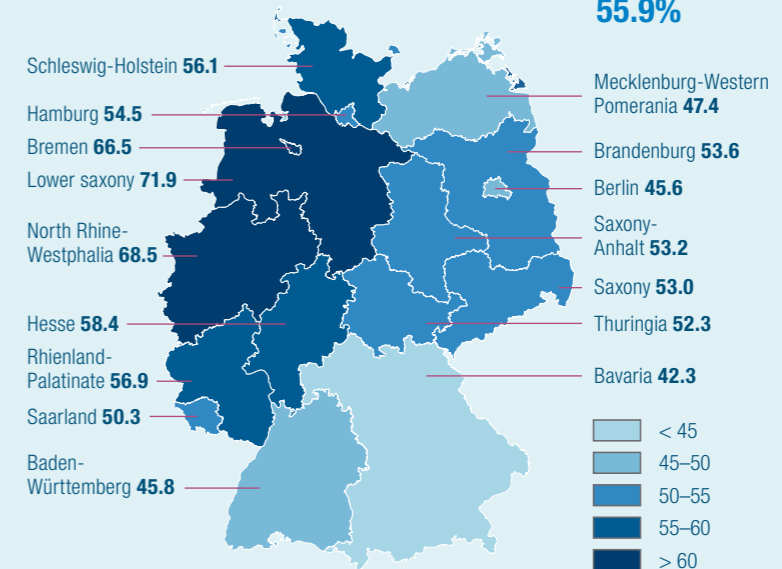 55.9%
Schleswig-Holstein 56.1
Hamburg 54.5
Bremen 66.5
Lower saxony 71.9
North Rhine-
Westphalia 68.5
Hesse 58.4
Rhienland-
Palatinate 56.9
Saarland 50.3
Baden-
Württemberg 45.8
Mecklenburg-Western
Pomerania 47.4
Brandenburg 53.6
Berlin 45.6
Saxony-
Anhalt 53.2
Saxony 53.0
Thuringia 52.3
Bavaria 42.3
< 45
45–50
50–55
55–60
> 60